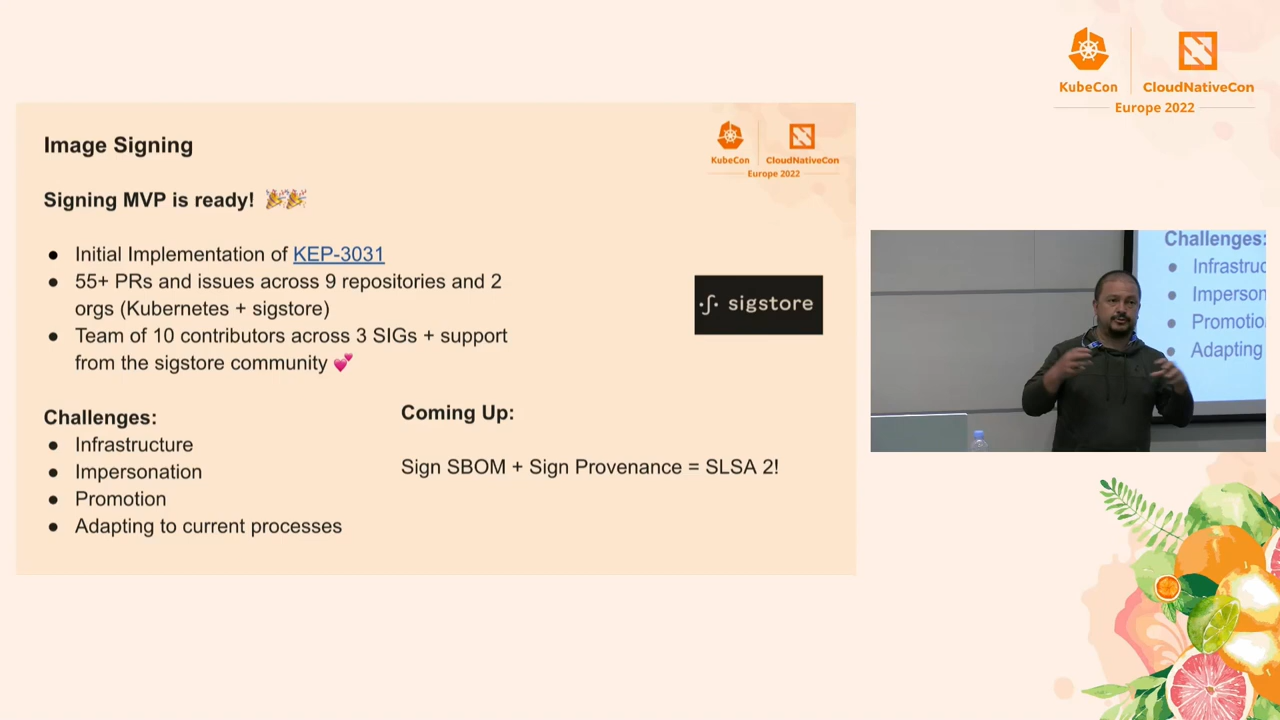 KubeCon
CloudNativeCon
Europe 2022
Image Signing
KubeCon
CloudNativeCon
Europe 2022
Signing MVP is ready! 🎉🎉
● Initial Implementation of KEP-3031
● 55+ PRs and issues across 9 repositories and 2
orgs (Kubernetes + sigstore)
● Team of 10 contributors across 3 SIGs + support
from the sigstore community 💕
sigstore
Challenges:
● Infrastructure
● Impersonation
● Promotion
● Adapting to current processes
Coming Up:
Sign SBOM + Sign Provenance = SLSA 2!
Challenges:
● Infrastruc
● Imperson
● Promotio
● Adapting